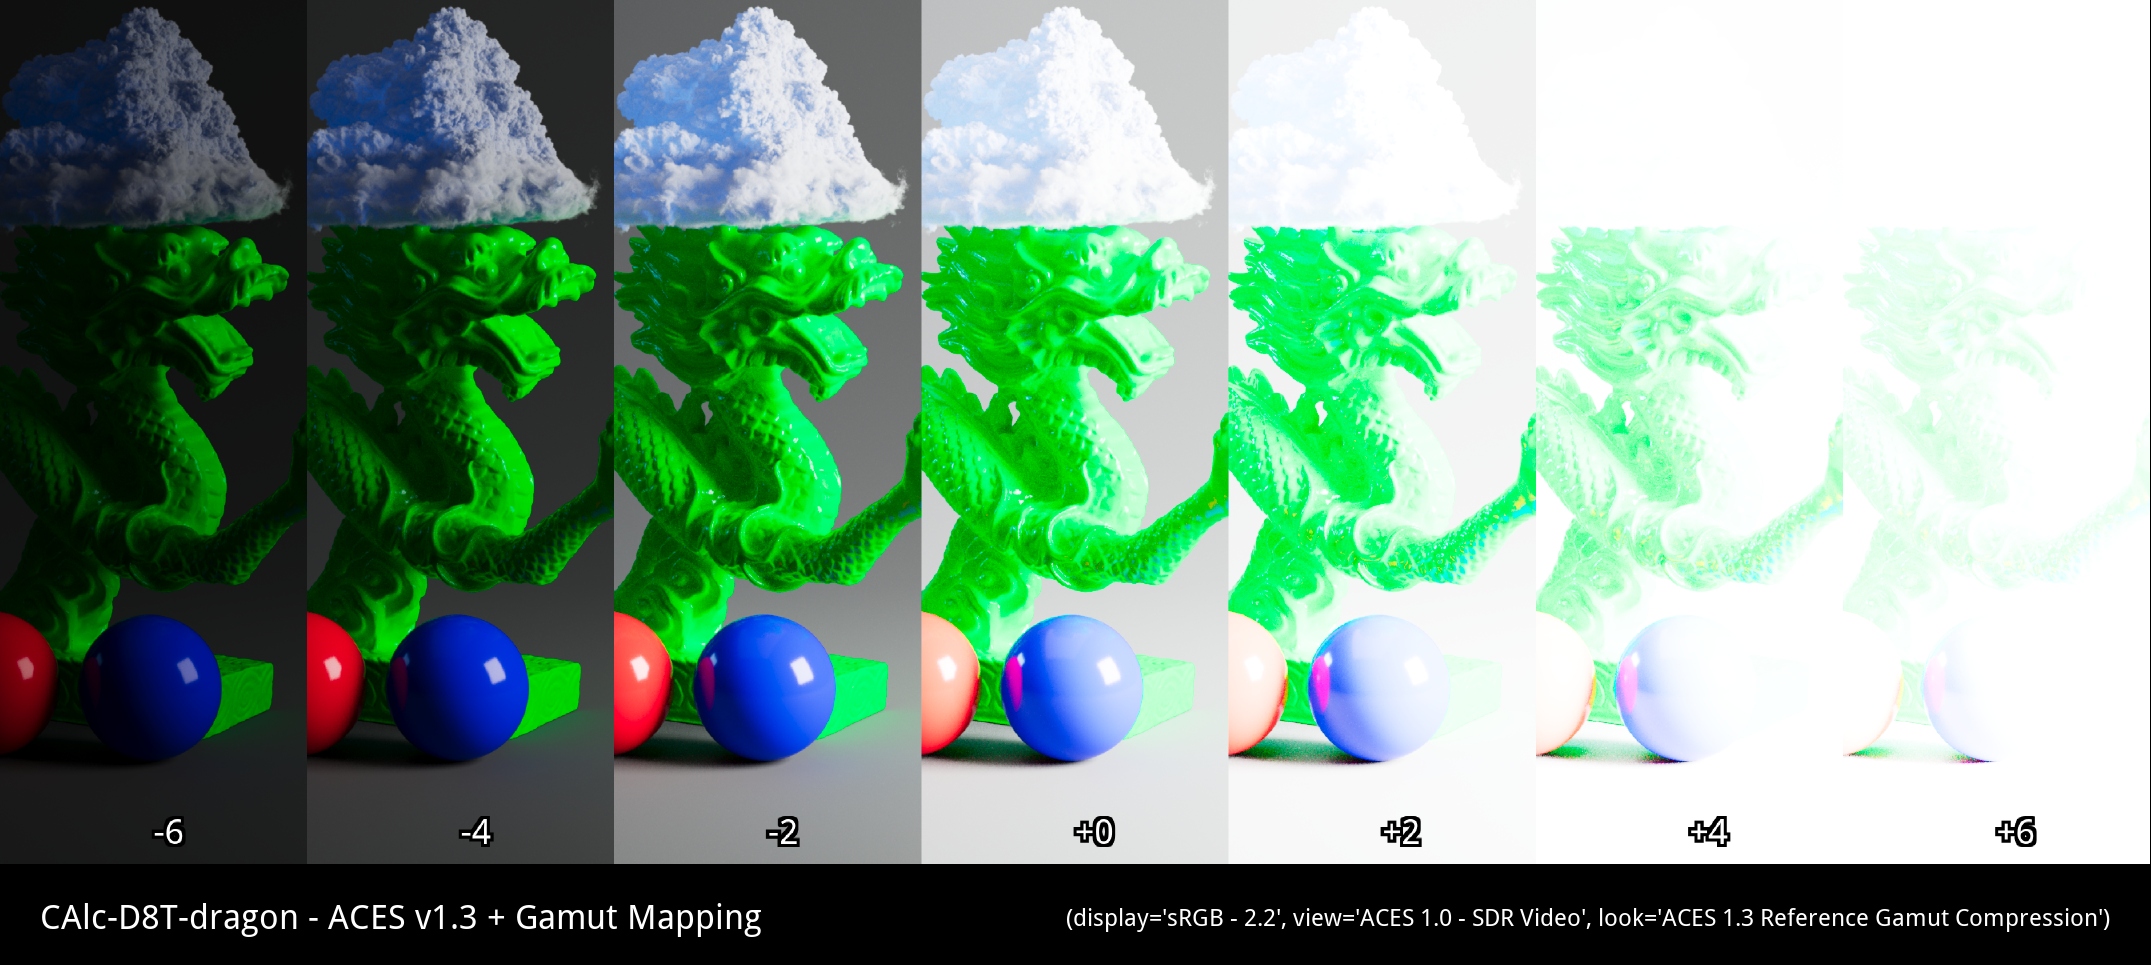 -6 -4 -2 +0 +2 +4 +6
CAlc-D8T-dragon - ACES v1.3 + Gamut Mapping
(display='sRGB - 2.2', view='ACES 1.0 - SDR Video', look='ACES 1.3 Reference Gamut Compression')